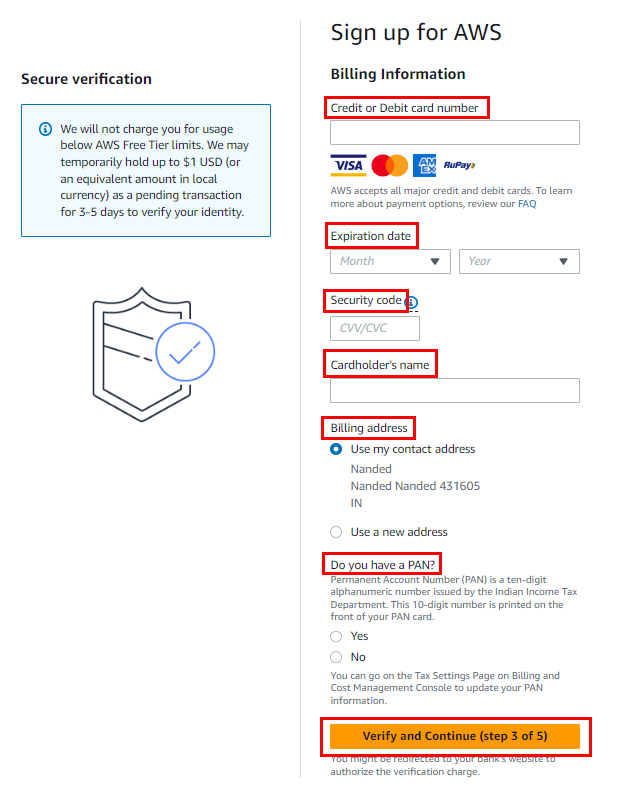 Sign up for AWS
Secure verification
We will not charge you for usage
below AWS Free Tier limits. We may
temporarily hold up to $1 USD (or
an equivalent amount in local
currency) as a pending transaction
for 3-5 days to verify your identity.
Billing Information
Credit or Debit card number
VISA AMEX RuPay
AWS accepts all major credit and debit cards. To learn
more about payment options, review our FAQ
Expiration date
Month Year
Security code
CVV/CVC
Cardholder's name
Billing address
Use my contact address
Nanded
Nanded Nanded 431605
IN
Use a new address
Do you have a PAN?
Permanent Account Number (PAN) is a ten-digit
alphanumeric number issued by the Indian Income Tax
Department. This 10-digit number is printed on the
front of your PAN card.
Yes
No
You can go on the Tax Settings Page on Billing and
Cost Management Console to update your PAN
information.
Verify and Continue (step 3 of 5)
You might be redirected to your bank's website to
authorize the verification charge.